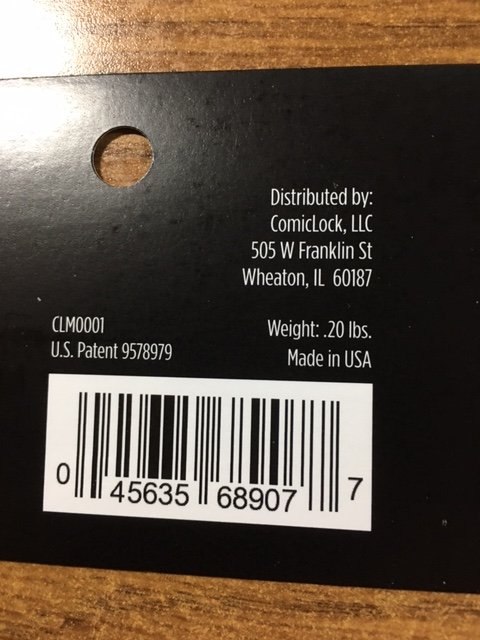 Distributed by:
ComicLock, LLC
505 W Franklin St
Wheaton, IL 60187
CLM0001
U.S. Patent 9578979
Weight: .20 lbs.
Made in USA
0 45635 68907 7